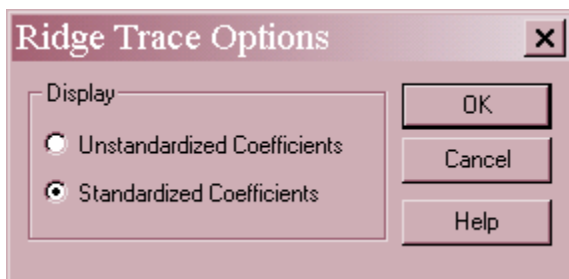 Ridge Trace Options
Display
Unstandardized Coefficients
Standardized Coefficients
OK
Cancel
Help